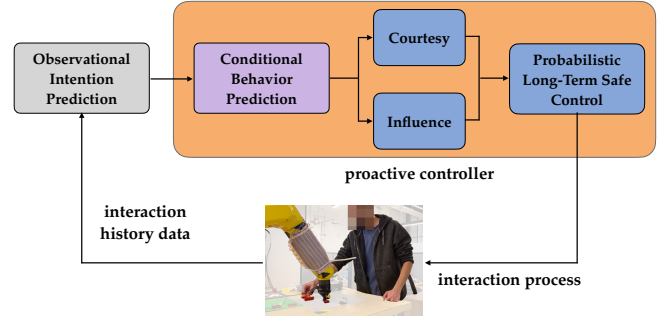 Observational
Intention
Prediction
Conditional
Behavior
Prediction
Courtesy
Influence
Probabilistic
Long-Term Safe
Control
proactive controller
interaction
history data
interaction process